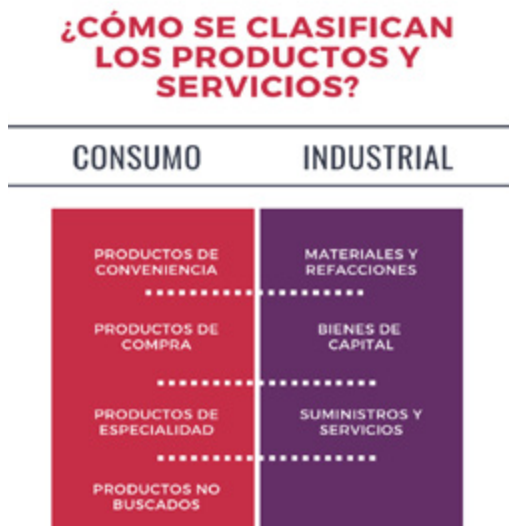 ¿CÓMO SE CLASIFICAN
LOS PRODUCTOS Y
SERVICIOS?
CONSUMO
INDUSTRIAL
PRODUCTOS DE
CONVENIENCIA
MATERIALES Y
REFACCIONES
PRODUCTOS DE
COMPRA
BIENES DE
CAPITAL
PRODUCTOS DE
ESPECIALIDAD
SUMINISTROS Y
SERVICIOS
PRODUCTOS NO
BUSCADOS